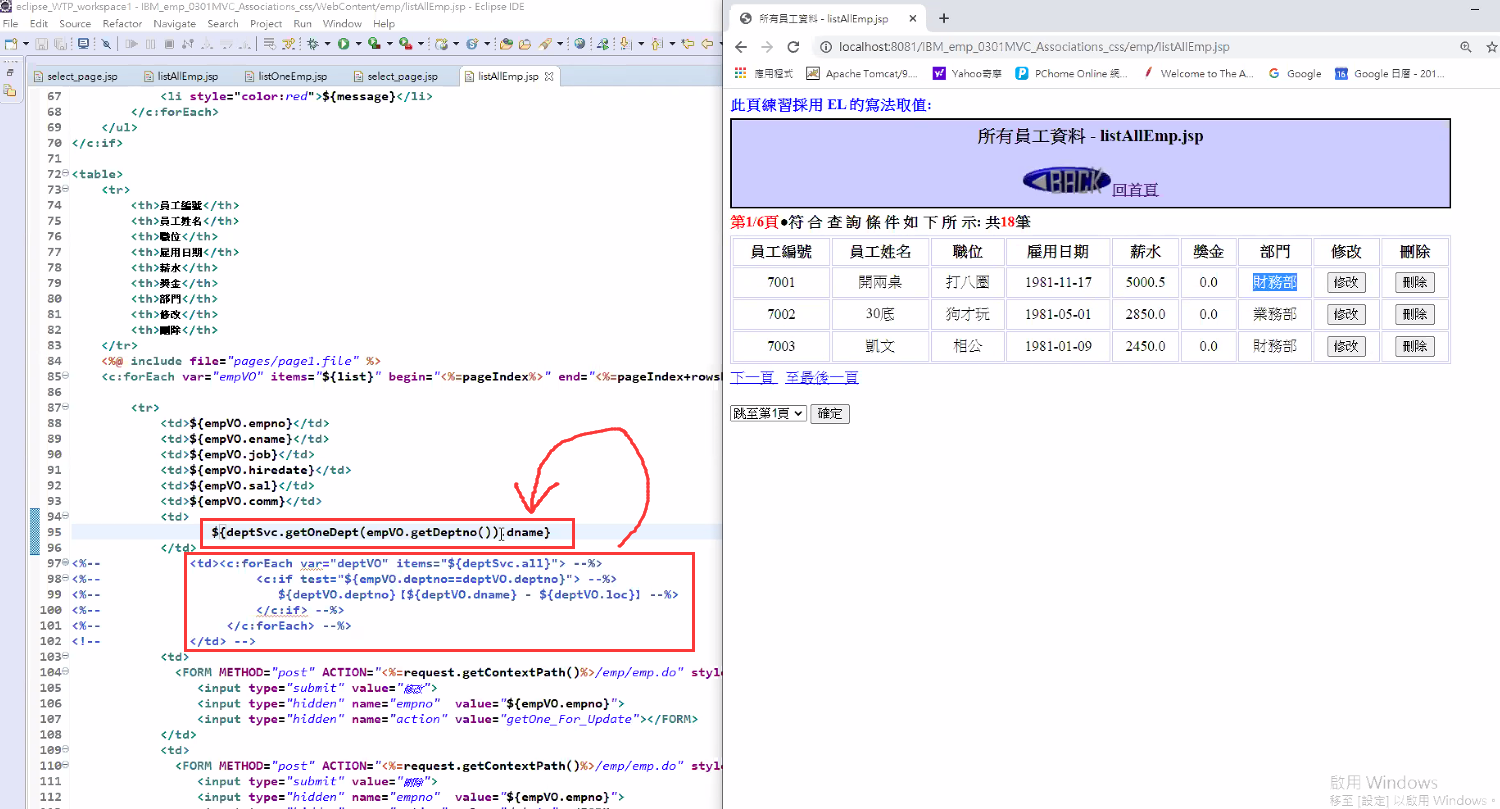 eclipse_WTP_workspace1 - IBM_emp_0301MVC_Associations_css/WebContent/emp/listAllEmp.jsp - Eclipse IDE
File Edit Source Refactor Navigate Search Project Run Window Help
select_page.jsp listAllEmp.jsp listOneEmp.jsp select_page.jsp listAllEmp.jsp
67 <li style="color:red">${message}</li>
68 </c:forEach>
69 </ul>
70 </c:if>
71
72 <table>
73 <tr>
74 <th>員工編號</th>
75 <th>員工姓名</th>
76 <th>職位</th>
77 <th>雇用日期</th>
78 <th>薪水</th>
79 <th>獎金</th>
80 <th>部門</th>
81 <th>修改</th>
82 <th>刪除</th>
83 </tr>
84 <%@ include file="pages/page1.file" %>
85 <c:forEach var="empVO" items="${list}" begin="<%=pageIndex%>" end="<%=pageIndex+rows
86
87 <tr>
88 <td>${empVO.empno}</td>
89 <td>${empVO.ename}</td>
90 <td>${empVO.job}</td>
91 <td>${empVO.hiredate}</td>
92 <td>${empVO.sal}</td>
93 <td>${empVO.comm}</td>
94 <td>
95 ${deptSvc.getOneDept(empVO.getDeptno()).dname}
96 </td>
97 <%-- <td><c:forEach var="deptVO" items="${deptSvc.all}"> --%>
98 <%-- <c:if test="${empVO.deptno==deptVO.deptno}"> --%>
99 <%-- ${deptVO.deptno}【${deptVO.dname} - ${deptVO.loc}】 --%>
100 <%-- </c:if> --%>
101 <%-- </c:forEach> --%>
102 <!-- </td> -->
103 <td>
104 <FORM METHOD="post" ACTION="<%=request.getContextPath()%>/emp/emp.do" style
105 <input type="submit" value="修改">
106 <input type="hidden" name="empno" value="${empVO.empno}">
107 <input type="hidden" name="action" value="getOne_For_Update"></FORM>
108 </td>
109 <td>
110 <FORM METHOD="post" ACTION="<%=request.getContextPath()%>/emp/emp.do" style
111 <input type="submit" value="刪除">
<input type="hidden" name="empno" value="${empVO.empno}">
所有員工資料 - listAllEmp.jsp
localhost:8081/IBM_emp_0301MVC_Associations_css/emp/listAllEmp.jsp
應用程式 Apache Tomcat/9.... Yahoo奇摩 PChome Online 網... Welcome to The A... Google Google 日曆 - 201...
此頁練習採用 EL 的寫法取值:
所有員工資料 - listAllEmp.jsp
BACK 回首頁
第1/6頁●符 合 查 詢 條 件 如 下 所 示: 共18筆
員工編號 員工姓名 職位 雇用日期 薪水 獎金 部門 修改 刪除
7001 開兩桌 打八圈 1981-11-17 5000.5 0.0 財務部 修改 刪除
7002 30底 狗才玩 1981-05-01 2850.0 0.0 業務部 修改 刪除
7003 凱文 相公 1981-01-09 2450.0 0.0 財務部 修改 刪除
下一頁 至最後一頁
跳至第1頁 確定
啟用 Windows
移至 [設定] 以啟用 Windows。